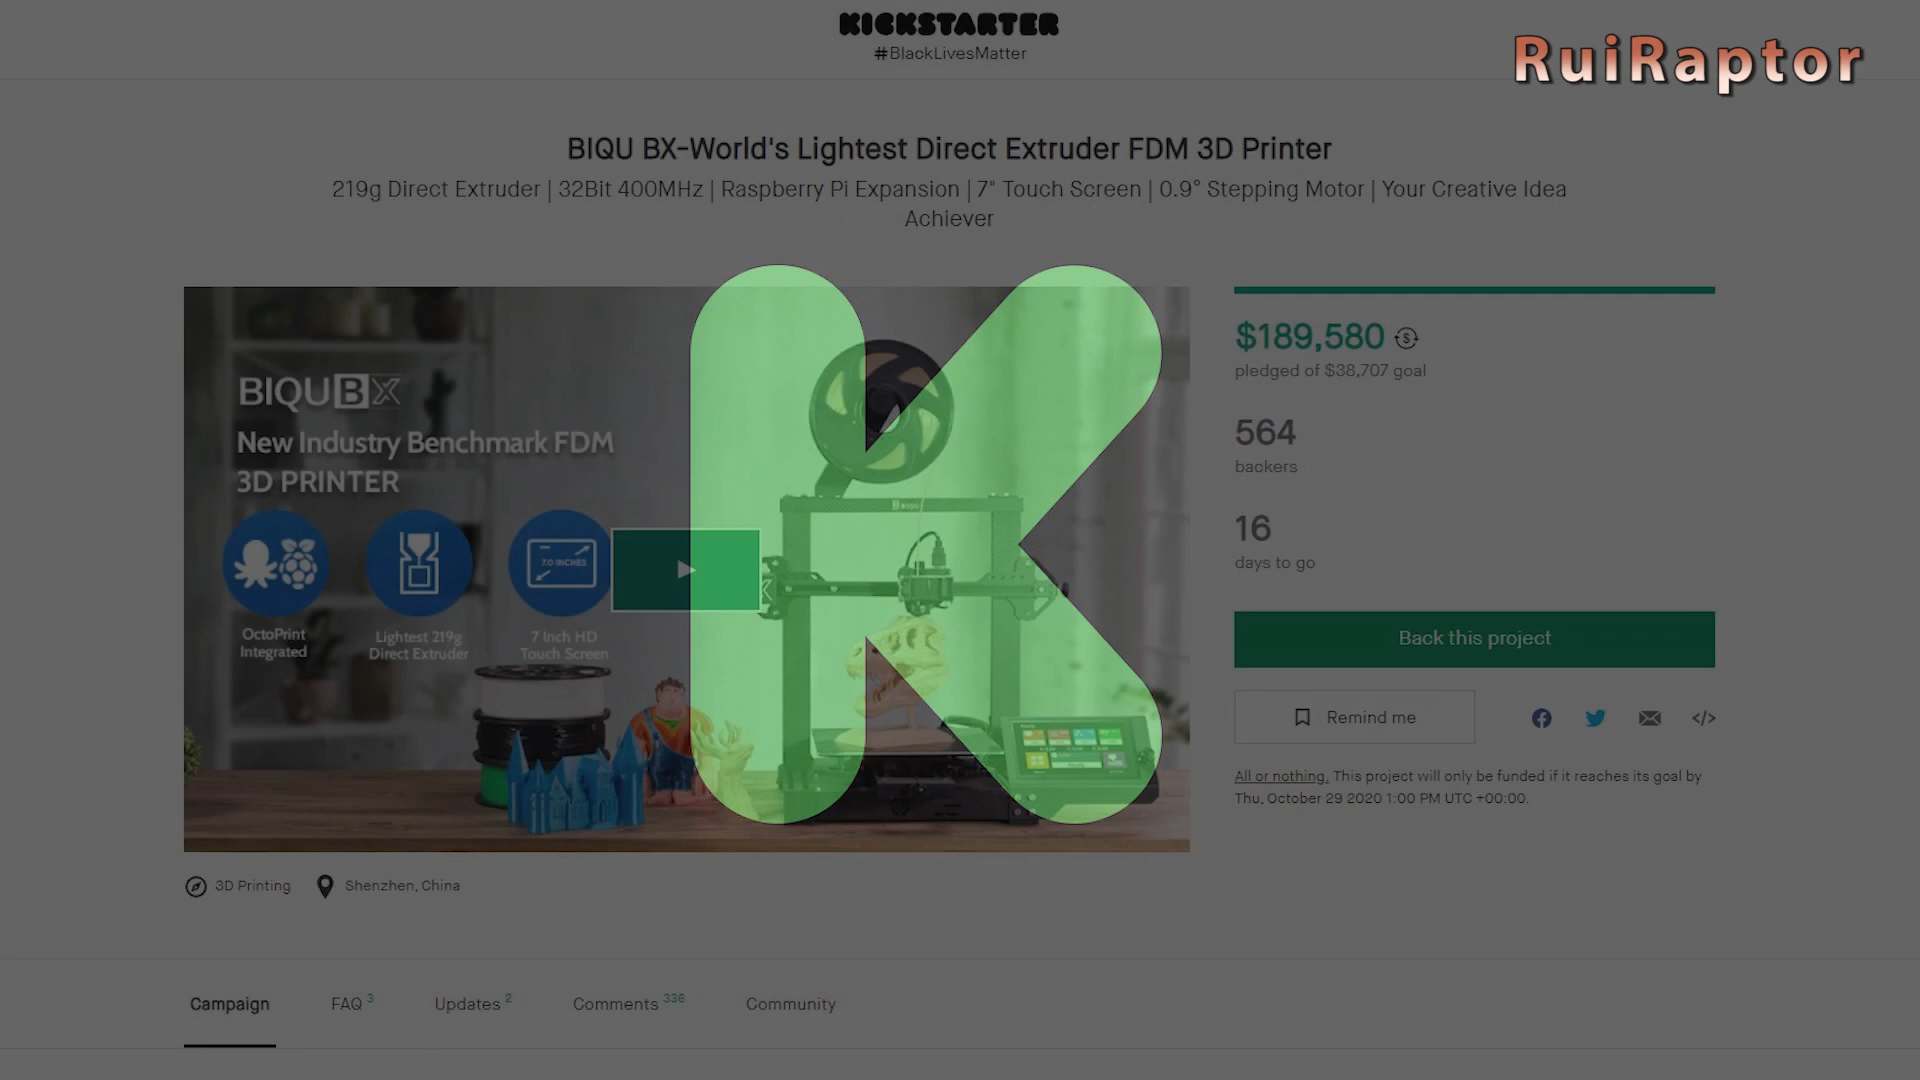 KICKSTARTER
#BlackLivesMatter
RuiRaptor
BIQU BX-World's Lightest Direct Extruder FDM 3D Printer
219g Direct Extruder | 32Bit 400MHz | Raspberry Pi Expansion | 7" Touch Screen | 0.9° Stepping Motor | Your Creative Idea
Achiever
BIQU BX
New Industry Benchmark FDM
3D PRINTER
7.0 INCHES
OctoPrint
Integrated
Lightest 219g
Direct Extruder
7 Inch HD
Touch Screen
K
$189,580
pledged of $38,707 goal
564
backers
16
days to go
Back this project
Remind me
</>
All or nothing. This project will only be funded if it reaches its goal by
Thu, October 29 2020 1:00 PM UTC +00:00.
3D Printing
Shenzhen, China
Campaign
FAQ 3
Updates 2
Comments 336
Community